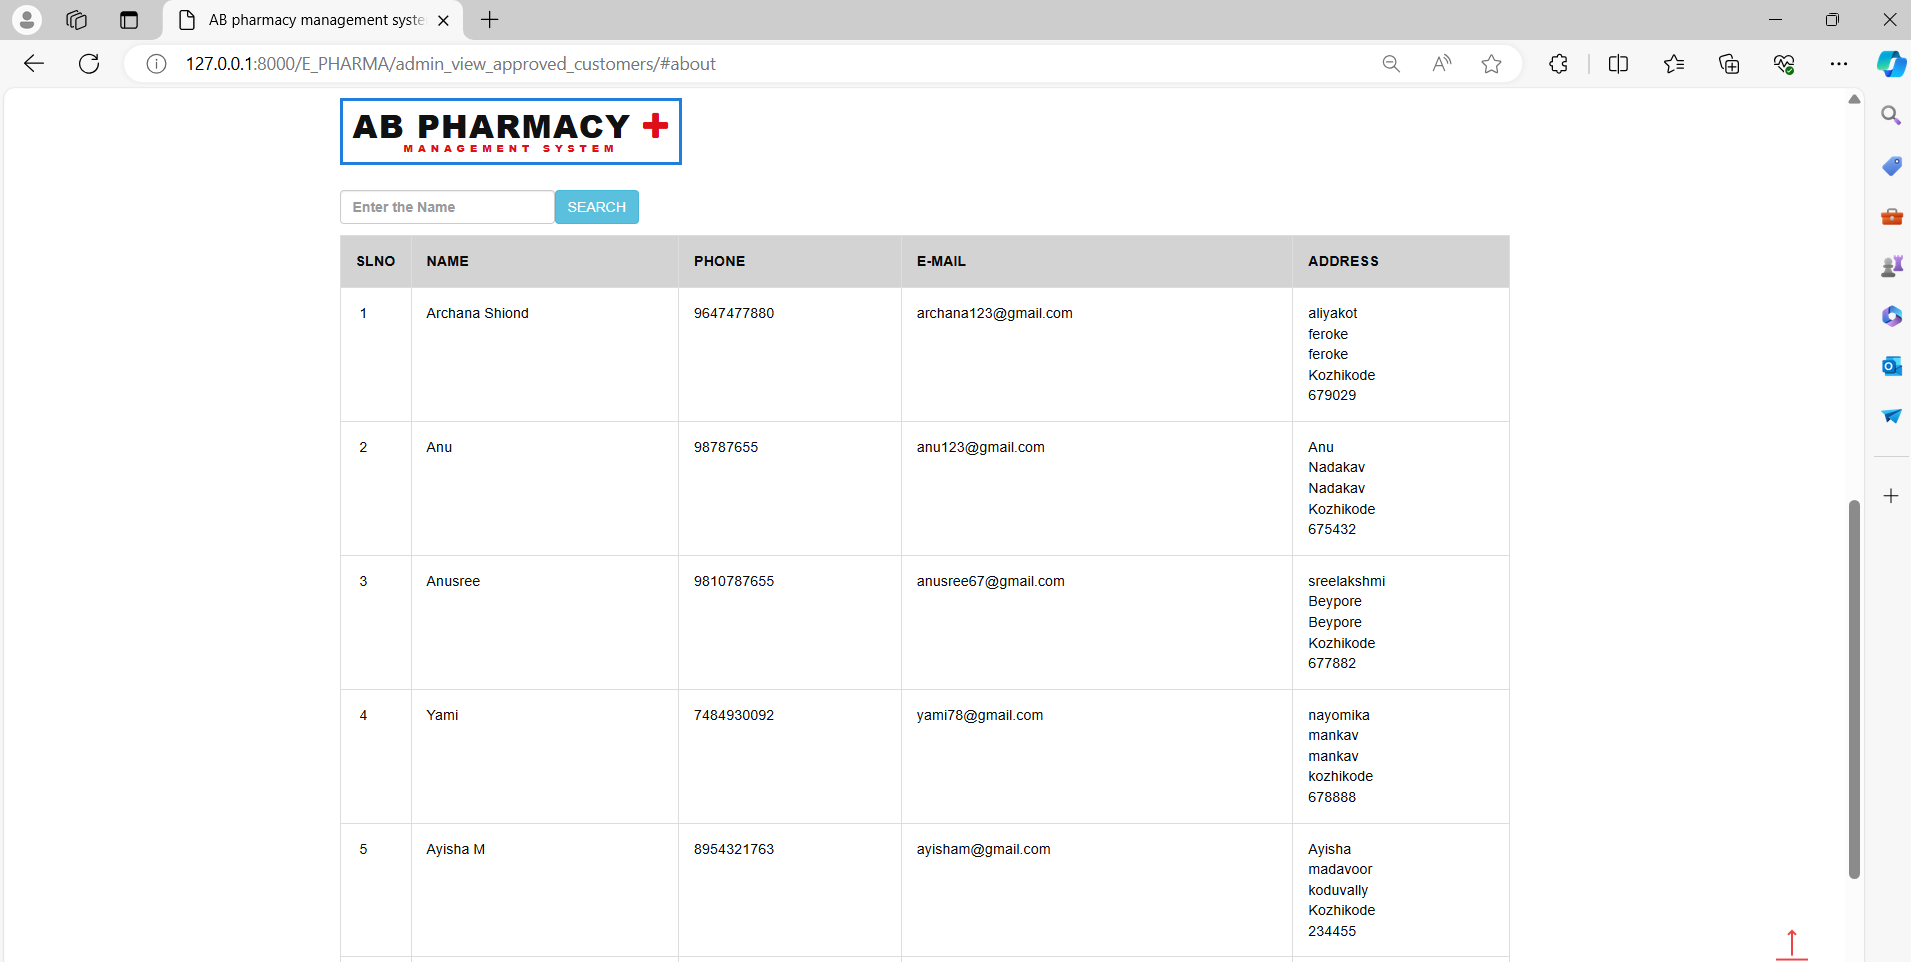 AB pharmacy management syste
127.0.0.1:8000/E_PHARMA/admin_view_approved_customers/#about
AB PHARMACY
MANAGEMENT SYSTEM
Enter the Name SEARCH
SLNO NAME PHONE E-MAIL ADDRESS
1 Archana Shiond 9647477880 archana123@gmail.com aliyakot
feroke
feroke
Kozhikode
679029
2 Anu 98787655 anu123@gmail.com Anu
Nadakav
Nadakav
Kozhikode
675432
3 Anusree 9810787655 anusree67@gmail.com sreelakshmi
Beypore
Beypore
Kozhikode
677882
4 Yami 7484930092 yami78@gmail.com nayomika
mankav
mankav
kozhikode
678888
5 Ayisha M 8954321763 ayisham@gmail.com Ayisha
madavoor
koduvally
Kozhikode
234455